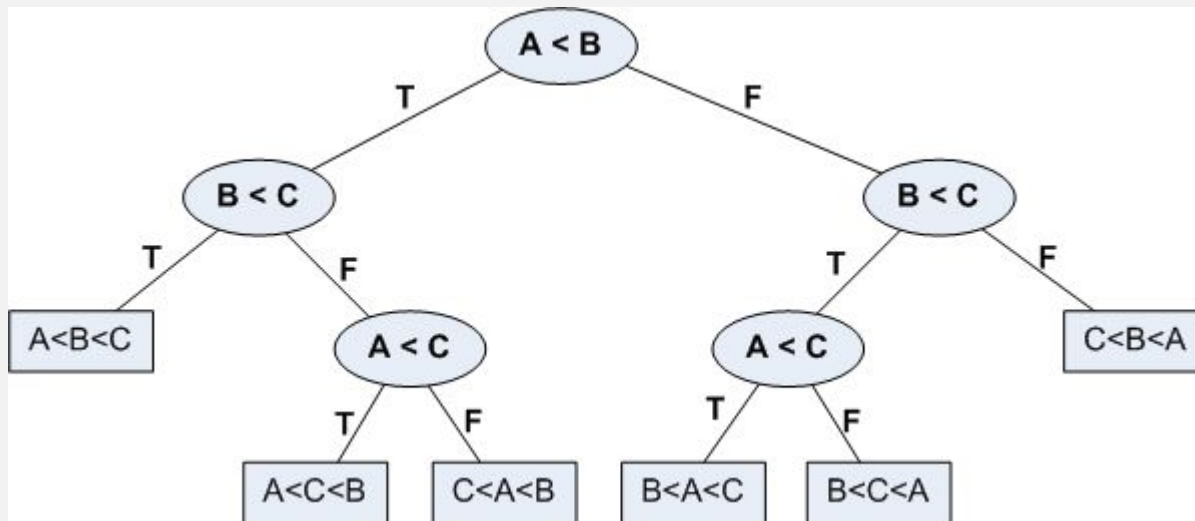 A < B
T
F
B < C
B < C
T
F
T
F
A<B<C
A < C
A < C
C<B<A
T
F
T
F
A<C<B
C<A<B
B<A<C
B<C<A